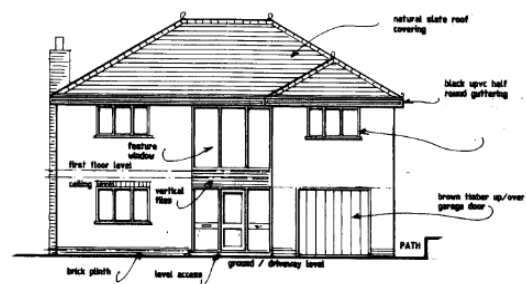 natural slate roof
covering
black upvc half
round guttering
feature
window
first floor level
ceiling level
vertical
tiles
brown timber up/over
garage door
PATH
ground / driveway level
brick plinth
level access